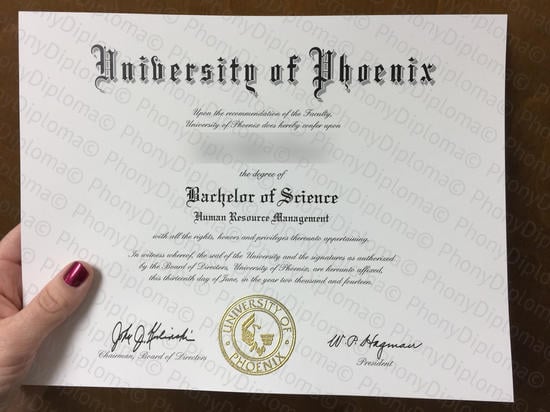 University of Phoenix
Upon the recommendation of the Faculty,
University of Phoenix does hereby confer upon
the degree of
Bachelor of Science
Human Resource Management
with all the rights, honors and privileges thereunto appertaining.
In witness whereof, the seal of the University and the signatures as authorized
by the Board of Directors, University of Phoenix, are hereunto affixed,
this thirteenth day of June, in the year two thousand and fourteen.
UNIVERSITY OF
PHOENIX
W. P. Hagman
Chairman, Board of Directors
President
PhonyDiploma©